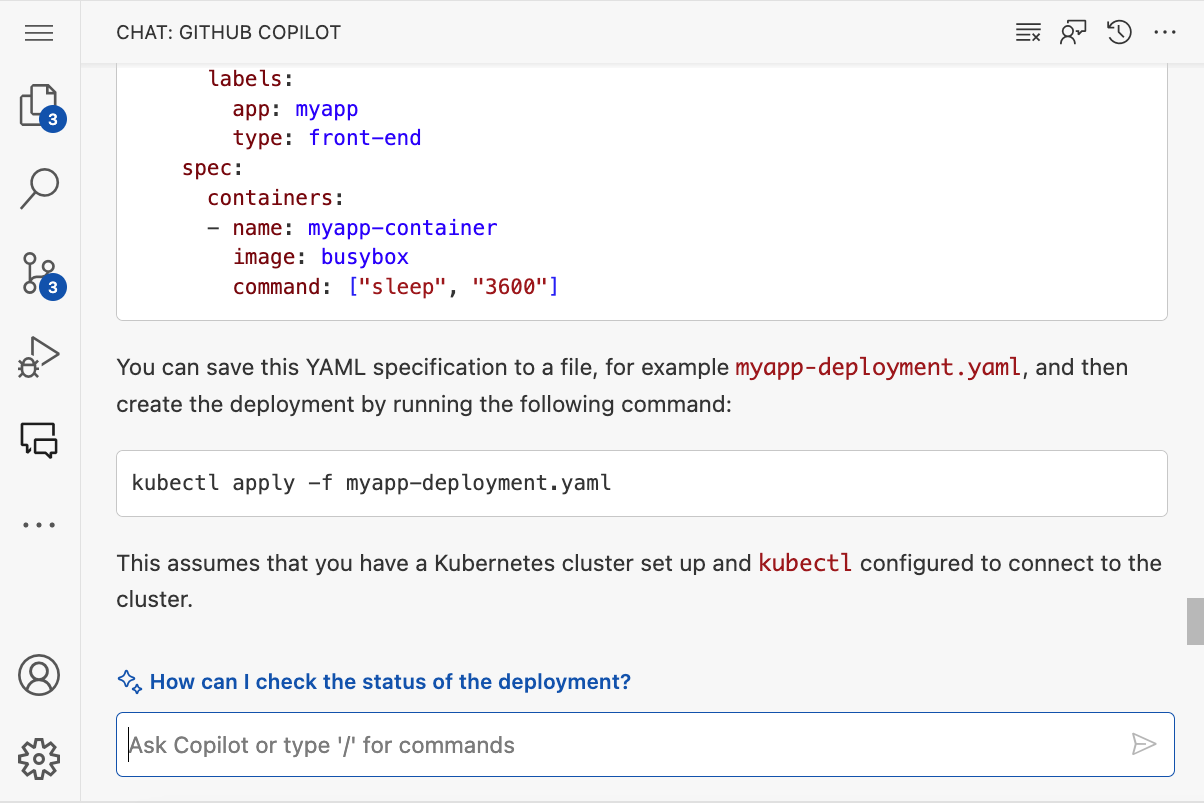 CHAT: GITHUB COPILOT
labels:
app: myapp
3
type: front-end
spec:
containers:
- name: myapp-container
image: busybox
3
command: ["sleep", "3600"]
You can save this YAML specification to a file, for example myapp-deployment.yaml, and then
create the deployment by running the following command:
kubectl apply -f myapp-deployment.yaml
This assumes that you have a Kubernetes cluster set up and kubectl configured to connect to the
cluster.
How can I check the status of the deployment?
Ask Copilot or type '/' for commands